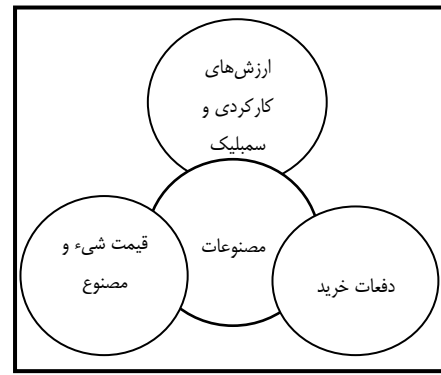 ارزش‌های
کارکردی و
سمبلیک
مصنوعات
قیمت شیء و
مصنوع
دفعات خرید